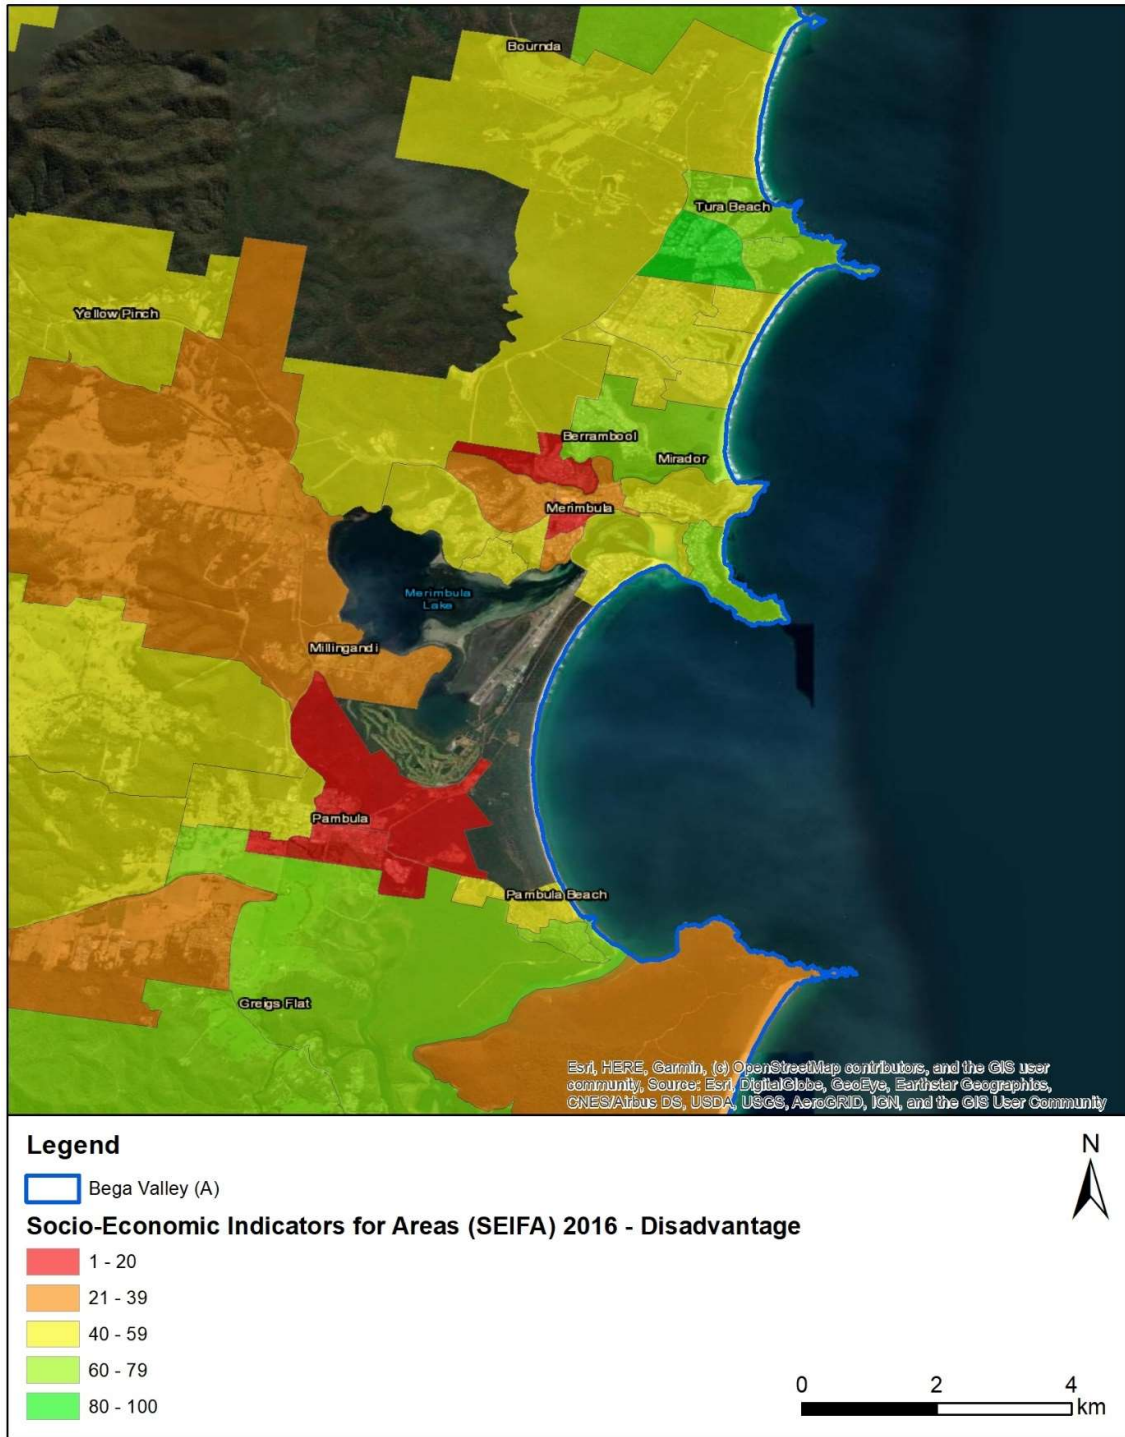 Bournda
Tura Beach
Yellow Pinch
Berrambool
Mirador
Merimbula
Merimbula
Lake
Millingandi
Pambula
Pambula Beach
Greigs Flat
Esri, HERE, Garmin, (c) OpenStreetMap contributors, and the GIS user
community, Source: Esri, DigitalGlobe, GeoEye, Earthstar Geographics,
CNES/Airbus DS, USDA, USGS, AeroGRID, IGN, and the GIS User Community
Legend
N
Bega Valley (A)
Socio-Economic Indicators for Areas (SEIFA) 2016 - Disadvantage
1 - 20
21 - 39
40 - 59
60 - 79
80 - 100
0 2 4
km